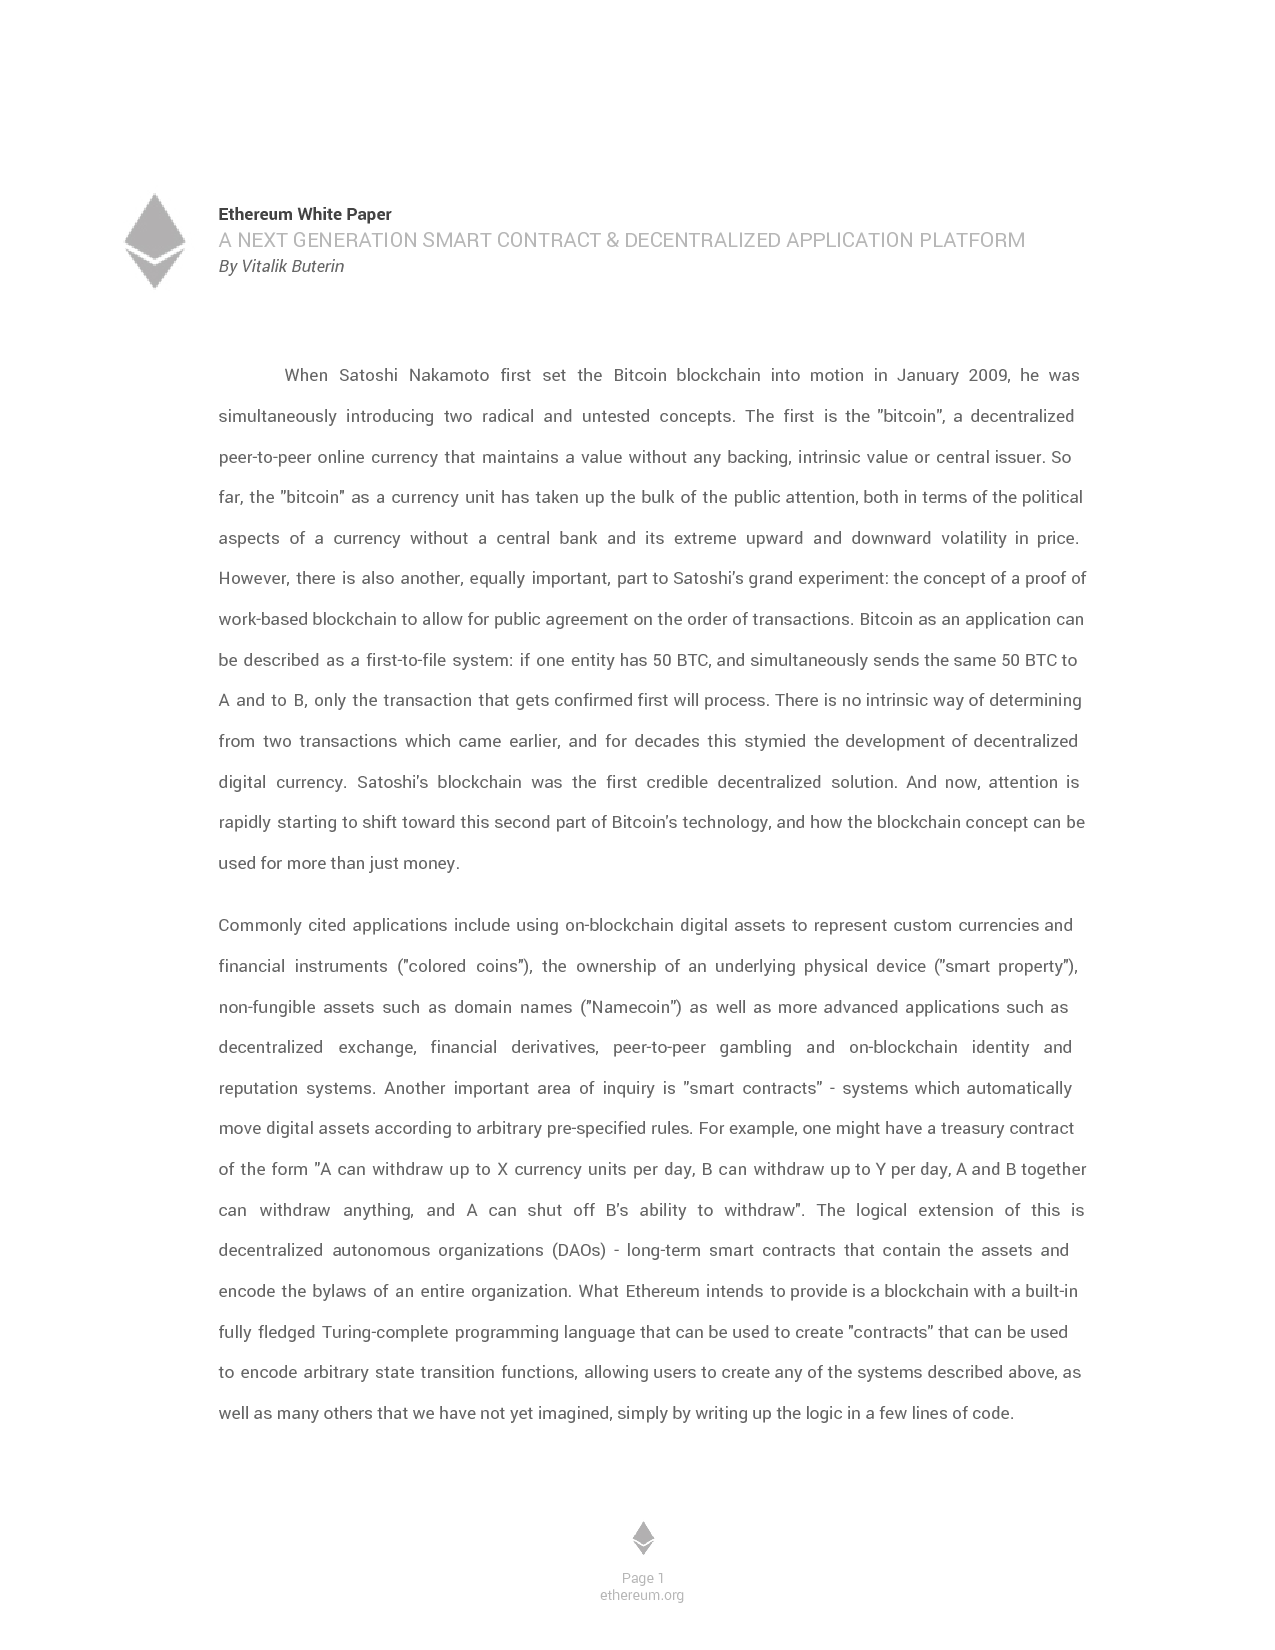 Ethereum White Paper
A NEXT GENERATION SMART CONTRACT & DECENTRALIZED APPLICATION PLATFORM
By Vitalik Buterin
When Satoshi Nakamoto first set the Bitcoin blockchain into motion in January 2009, he was
simultaneously introducing two radical and untested concepts. The first is the "bitcoin", a decentralized
peer-to-peer online currency that maintains a value without any backing, intrinsic value or central issuer. So
far, the "bitcoin" as a currency unit has taken up the bulk of the public attention, both in terms of the political
aspects of a currency without a central bank and its extreme upward and downward volatility in price.
However, there is also another, equally important, part to Satoshi's grand experiment: the concept of a proof of
work-based blockchain to allow for public agreement on the order of transactions. Bitcoin as an application can
be described as a first-to-file system: if one entity has 50 BTC, and simultaneously sends the same 50 BTC to
A and to B, only the transaction that gets confirmed first will process. There is no intrinsic way of determining
from two transactions which came earlier, and for decades this stymied the development of decentralized
digital currency. Satoshi's blockchain was the first credible decentralized solution. And now, attention is
rapidly starting to shift toward this second part of Bitcoin's technology, and how the blockchain concept can be
used for more than just money.
Commonly cited applications include using on-blockchain digital assets to represent custom currencies and
financial instruments ("colored coins"), the ownership of an underlying physical device ("smart property"),
non-fungible assets such as domain names ("Namecoin") as well as more advanced applications such as
decentralized exchange, financial derivatives, peer-to-peer gambling and on-blockchain identity and
reputation systems. Another important area of inquiry is "smart contracts" - systems which automatically
move digital assets according to arbitrary pre-specified rules. For example, one might have a treasury contract
of the form "A can withdraw up to X currency units per day, B can withdraw up to Y per day, A and B together
can withdraw anything, and A can shut off B's ability to withdraw". The logical extension of this is
decentralized autonomous organizations (DAOs) - long-term smart contracts that contain the assets and
encode the bylaws of an entire organization. What Ethereum intends to provide is a blockchain with a built-in
fully fledged Turing-complete programming language that can be used to create "contracts" that can be used
to encode arbitrary state transition functions, allowing users to create any of the systems described above, as
well as many others that we have not yet imagined, simply by writing up the logic in a few lines of code.
Page 1
ethereum.org